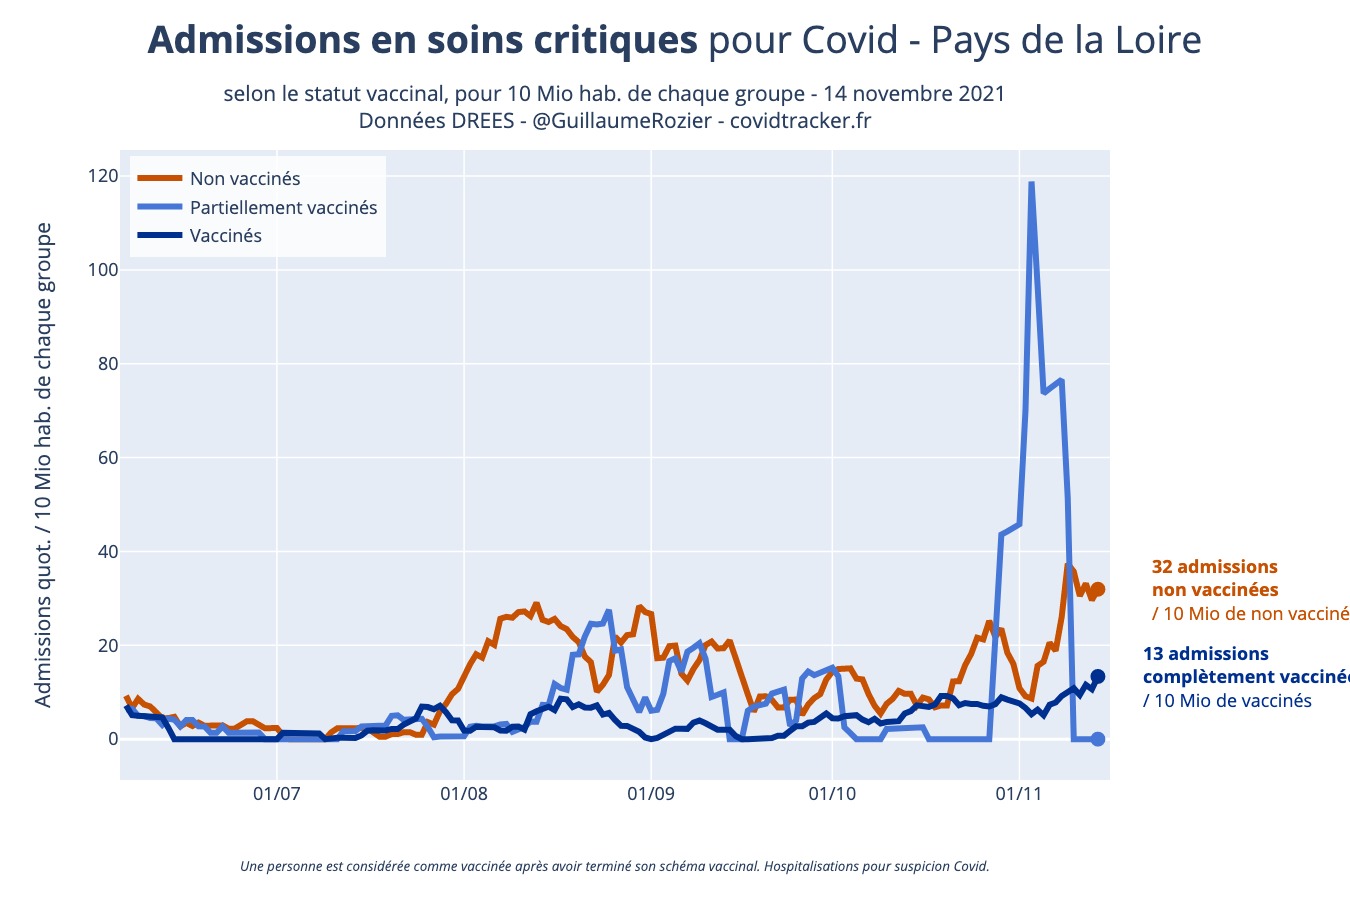 Admissions en soins critiques pour Covid - Pays de la Loire
selon le statut vaccinal, pour 10 Mio hab. de chaque groupe - 14 novembre 2021
Données DREES - @GuillaumeRozier - covidtracker.fr
Admissions quot. / 10 Mio hab. de chaque groupe
120
100
80
60
40
20
0
Non vaccinés
Partiellement vaccinés
Vaccinés
32 admissions
non vaccinées
/ 10 Mio de non vacciné
13 admissions
complètement vacciné
/ 10 Mio de vaccinés
01/07
01/08
01/09
01/10
01/11
Une personne est considérée comme vaccinée après avoir terminé son schéma vaccinal. Hospitalisations pour suspicion Covid.